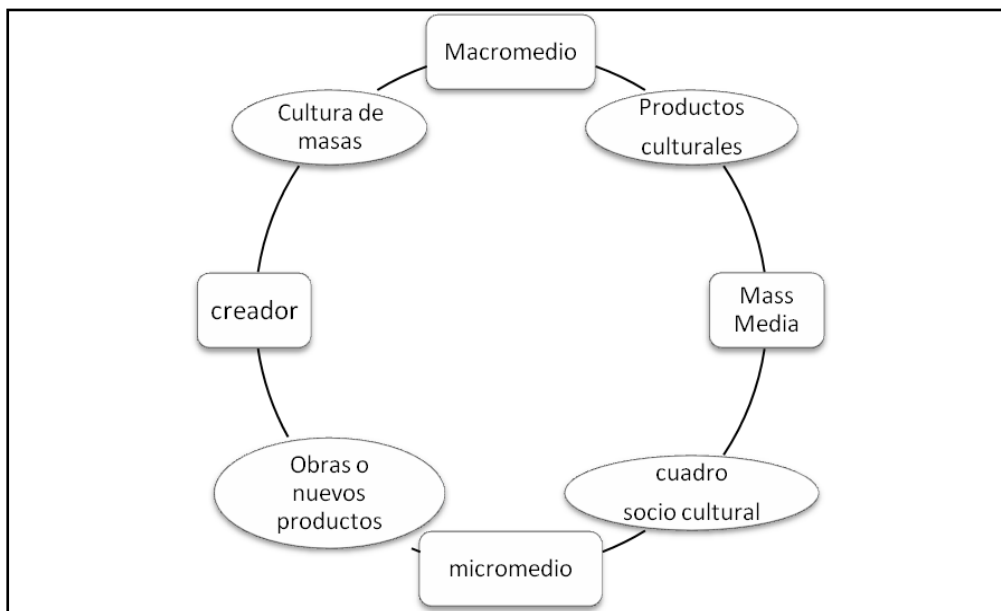 Macromedio
Cultura de
masas
Productos
culturales
creador
Mass
Media
Obras o
nuevos
productos
cuadro
socio cultural
micromedio